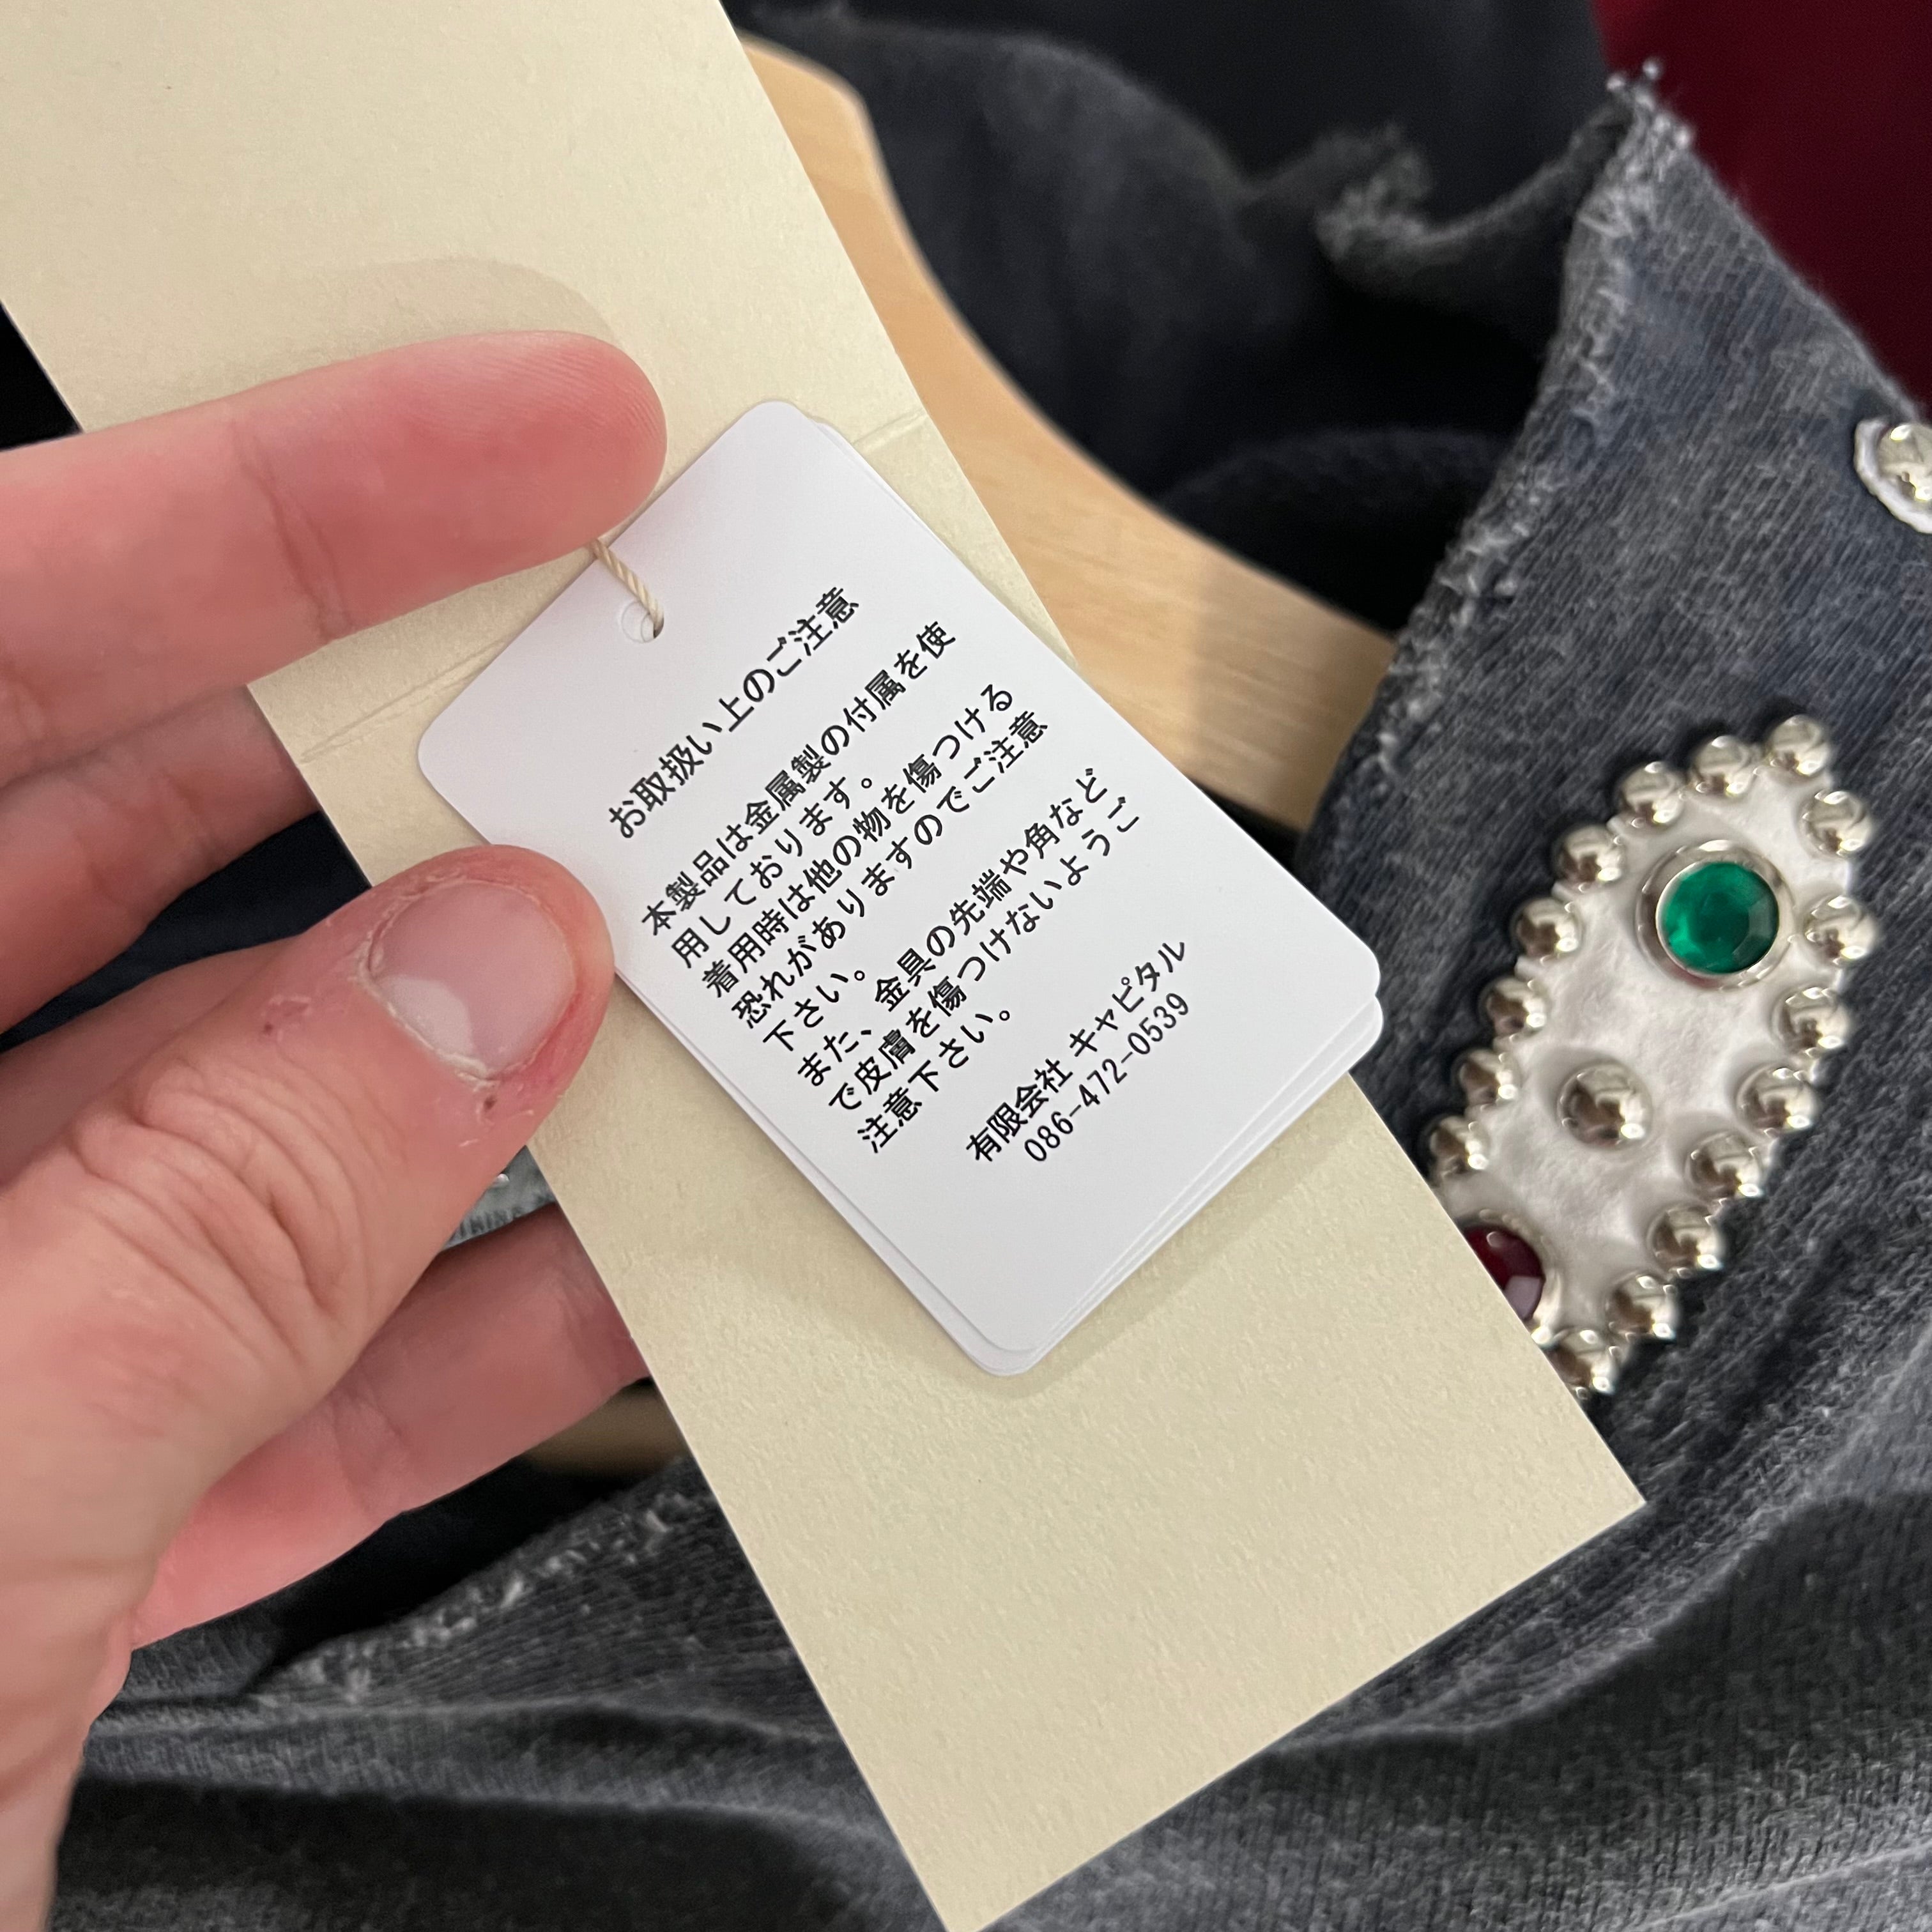 お取扱い上のご注意
本製品は金属製の付属を使
用しております。
着用時は他の物を傷つける
恐れがありますのでご注意
下さい。
また、金具の先端や角など
で皮膚を傷つけないようご
注意下さい。
有限会社 キャピタル
086-472-0539